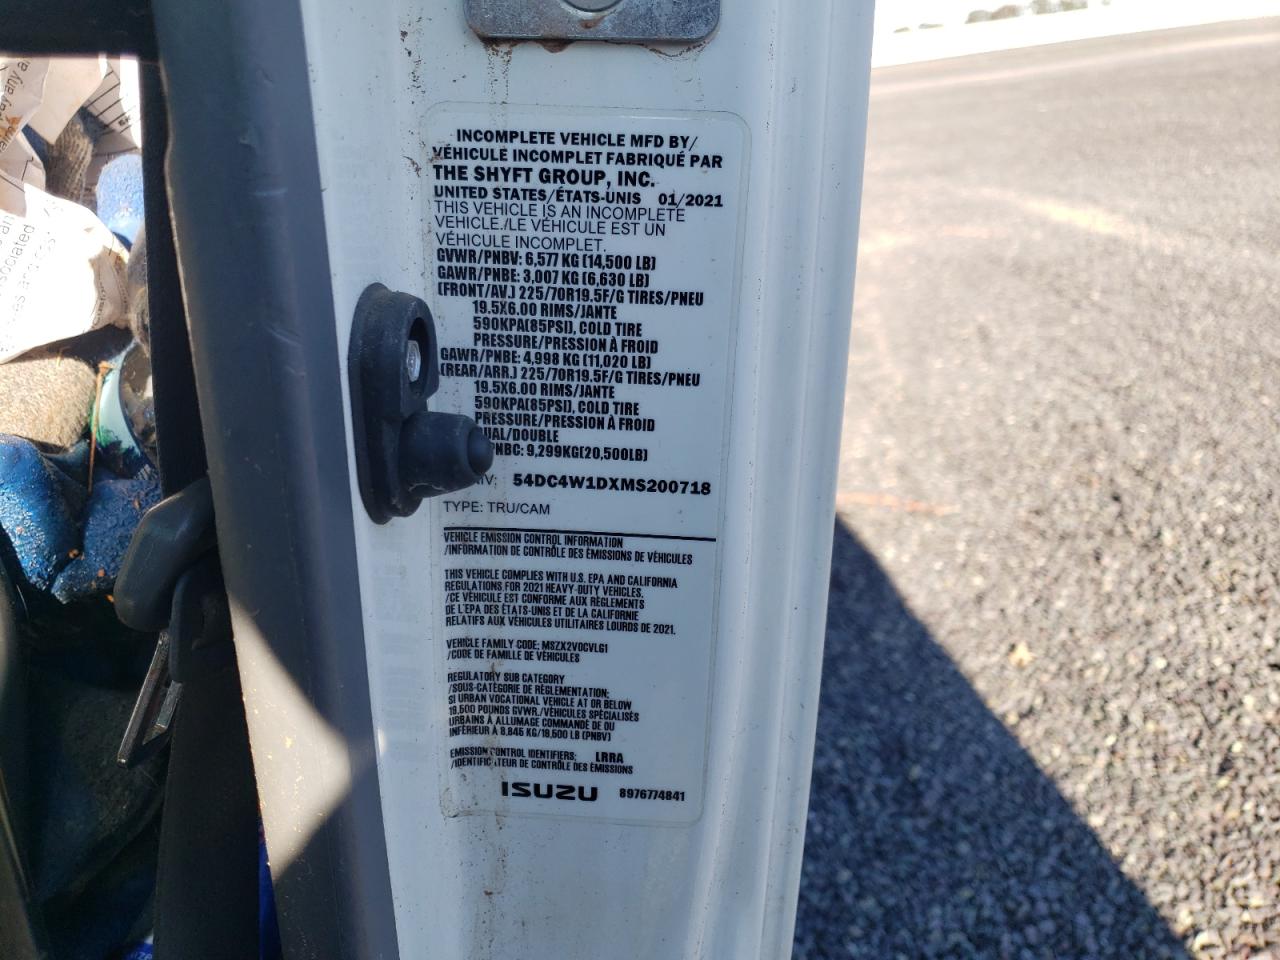 INCOMPLETE VEHICLE MFD BY/
VÉHICULE INCOMPLET FABRIQUÉ PAR
THE SHYFT GROUP, INC.
UNITED STATES/ÉTATS-UNIS 01/2021
THIS VEHICLE IS AN INCOMPLETE
VEHICLE./LE VÉHICULE EST UN
VÉHICULE INCOMPLET.
GVWR/PNBV: 6,577 KG (14,500 LB)
GAWR/PNBE: 3,007 KG (6,630 LB)
(FRONT/AV.) 225/70R19.5F/G TIRES/PNEU
19.5X6.00 RIMS/JANTE
590KPA(85PSI), COLD TIRE
PRESSURE/PRESSION À FROID
GAWR/PNBE: 4,998 KG (11,020 LB)
(REAR/ARR.) 225/70R19.5F/G TIRES/PNEU
19.5X6.00 RIMS/JANTE
590KPA(85PSI), COLD TIRE
PRESSURE/PRESSION À FROID
UAL/DOUBLE
PNBC: 9,299KG(20,500LB)
IV: 54DC4W1DXMS200718
TYPE: TRU/CAM
VEHICLE EMISSION CONTROL INFORMATION
/INFORMATION DE CONTRÔLE DES ÉMISSIONS DE VÉHICULES
THIS VEHICLE COMPLIES WITH U.S. EPA AND CALIFORNIA
REGULATIONS FOR 2021 HEAVY-DUTY VEHICLES.
/CE VÉHICULE EST CONFORME AUX RÈGLEMENTS
DE L'EPA DES ÉTATS-UNIS ET DE LA CALIFORNIE
RELATIFS AUX VÉHICULES UTILITAIRES LOURDS DE 2021.
VEHICLE FAMILY CODE: MSZX2VOCVLG1
/CODE DE FAMILLE DE VÉHICULES
REGULATORY SUB CATEGORY
/SOUS-CATÉGORIE DE RÈGLEMENTATION:
SI URBAN VOCATIONAL VEHICLE AT OR BELOW
19,500 POUNDS GVWR./VÉHICULES SPÉCIALISÉS
URBAINS À ALLUMAGE COMMANDÉ DE OU
INFÉRIEUR À 8,845 KG/19,500 LB (PNBV)
EMISSION CONTROL IDENTIFIERS: LRRA
/IDENTIFICATEUR DE CONTRÔLE DES ÉMISSIONS
ISUZU 8976774841